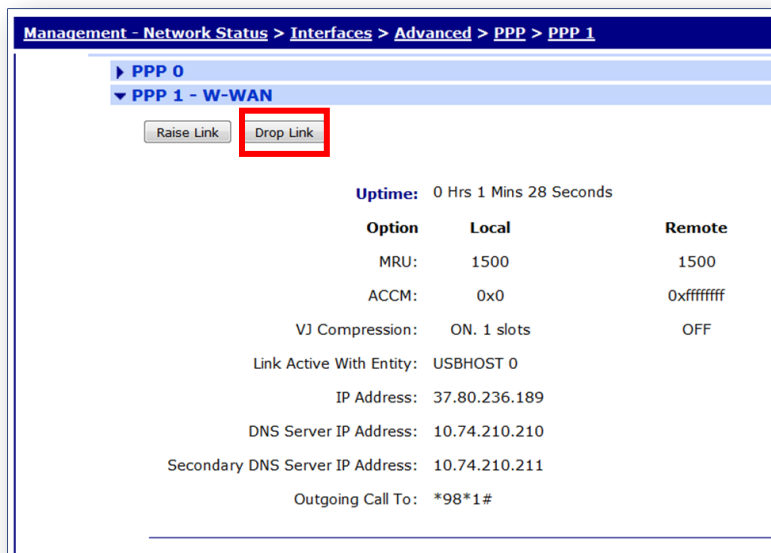 Management - Network Status > Interfaces > Advanced > PPP > PPP 1
PPP 0
PPP 1 - W-WAN
Raise Link Drop Link
Uptime: 0 Hrs 1 Mins 28 Seconds
Option Local Remote
MRU: 1500 1500
ACCM: 0x0 0xffffffff
VJ Compression: ON. 1 slots OFF
Link Active With Entity: USBHOST 0
IP Address: 37.80.236.189
DNS Server IP Address: 10.74.210.210
Secondary DNS Server IP Address: 10.74.210.211
Outgoing Call To: *98*1#